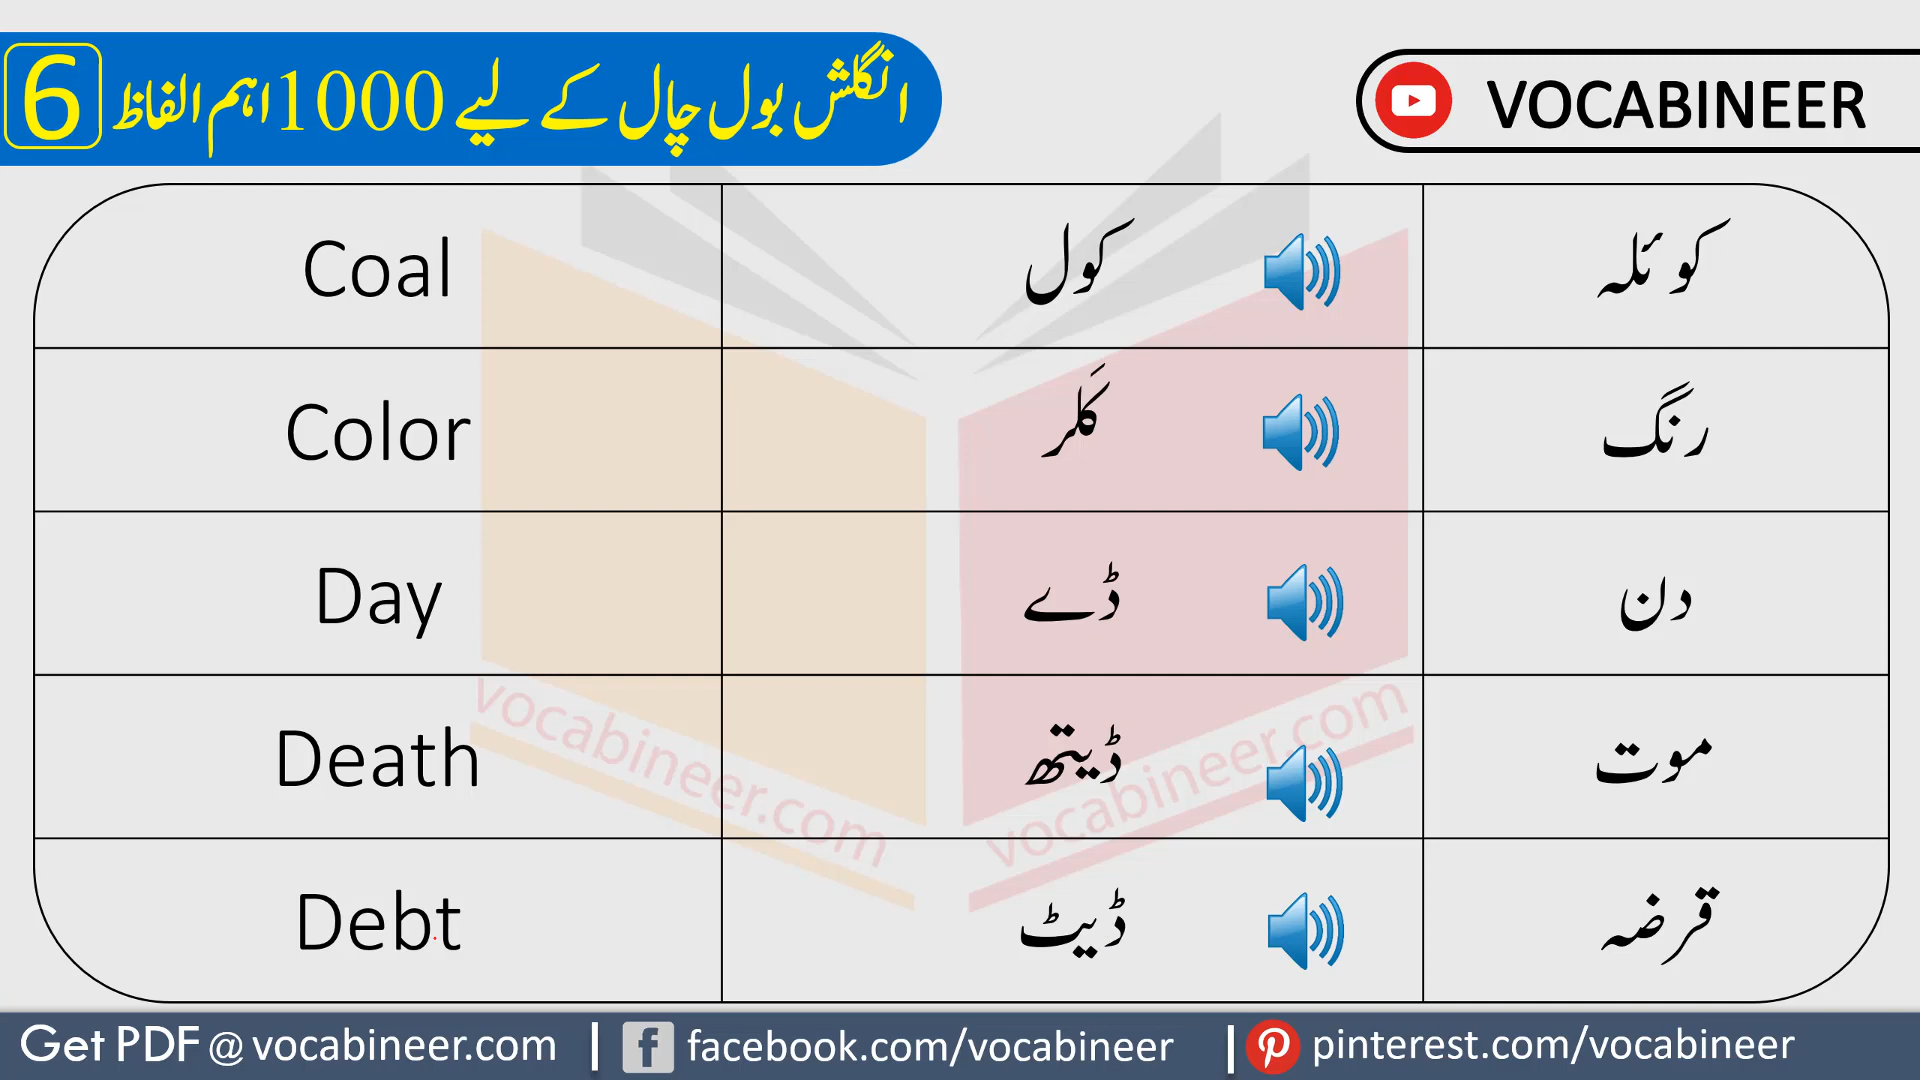 انگلش بول چال کے لیے 1000 اہم الفاظ 6
VOCABINEER
Coal کول کوئلہ
Color کَلر رنگ
Day ڈے دن
Death ڈیتھ موت
Debt ڈیٹ قرضہ
vocabineer.com vocabineer.com
Get PDF @ vocabineer.com | facebook.com/vocabineer | pinterest.com/vocabineer